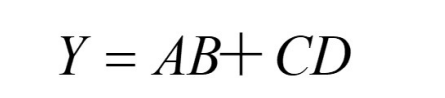 Y = AB+CD